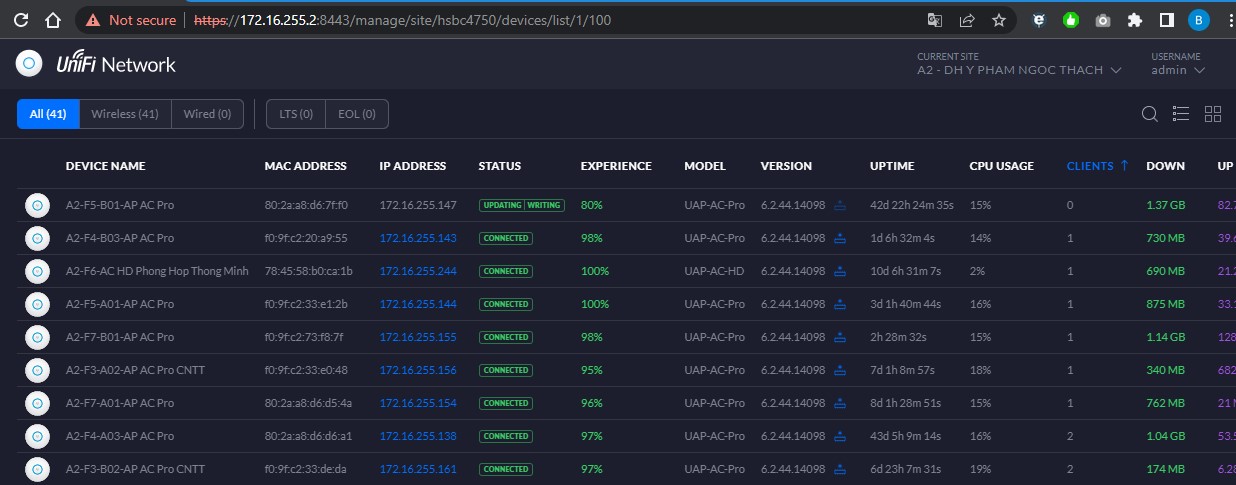 Not secure | https://172.16.255.2:8443/manage/site/hsbc4750/devices/list/1/100 B
UniFi Network
CURRENT SITE USERNAME
A2 - DH Y PHAM NGOC THACH admin
All (41) Wireless (41) Wired (0) LTS (0) EOL (0)
DEVICE NAME MAC ADDRESS IP ADDRESS STATUS EXPERIENCE MODEL VERSION UPTIME CPU USAGE CLIENTS ↑ DOWN UP
A2-F5-B01-AP AC Pro 80:2a:a8:d6:7f:f0 172.16.255.147 UPDATING WRITING 80% UAP-AC-Pro 6.2.44.14098 42d 22h 24m 35s 15% 0 1.37 GB 82.7
A2-F4-B03-AP AC Pro f0:9f:c2:20:a9:55 172.16.255.143 CONNECTED 98% UAP-AC-Pro 6.2.44.14098 1d 6h 32m 4s 14% 1 730 MB 39.6
A2-F6-AC HD Phong Hop Thong Minh 78:45:58:b0:ca:1b 172.16.255.244 CONNECTED 100% UAP-AC-HD 6.2.44.14098 10d 6h 31m 7s 2% 1 690 MB 21.2
A2-F5-A01-AP AC Pro f0:9f:c2:33:e1:2b 172.16.255.144 CONNECTED 100% UAP-AC-Pro 6.2.44.14098 3d 1h 40m 44s 16% 1 875 MB 33.1
A2-F7-B01-AP AC Pro f0:9f:c2:73:f8:7f 172.16.255.155 CONNECTED 98% UAP-AC-Pro 6.2.44.14098 2h 28m 32s 15% 1 1.14 GB 128
A2-F3-A02-AP AC Pro CNTT f0:9f:c2:33:e0:48 172.16.255.156 CONNECTED 95% UAP-AC-Pro 6.2.44.14098 7d 1h 8m 57s 18% 1 340 MB 682
A2-F7-A01-AP AC Pro 80:2a:a8:d6:d5:4a 172.16.255.154 CONNECTED 96% UAP-AC-Pro 6.2.44.14098 8d 1h 28m 51s 15% 1 762 MB 21
A2-F4-A03-AP AC Pro 80:2a:a8:d6:d6:a1 172.16.255.138 CONNECTED 97% UAP-AC-Pro 6.2.44.14098 43d 5h 9m 14s 16% 2 1.04 GB 53.5
A2-F3-B02-AP AC Pro CNTT f0:9f:c2:33:de:da 172.16.255.161 CONNECTED 97% UAP-AC-Pro 6.2.44.14098 6d 23h 7m 31s 19% 2 174 MB 6.28